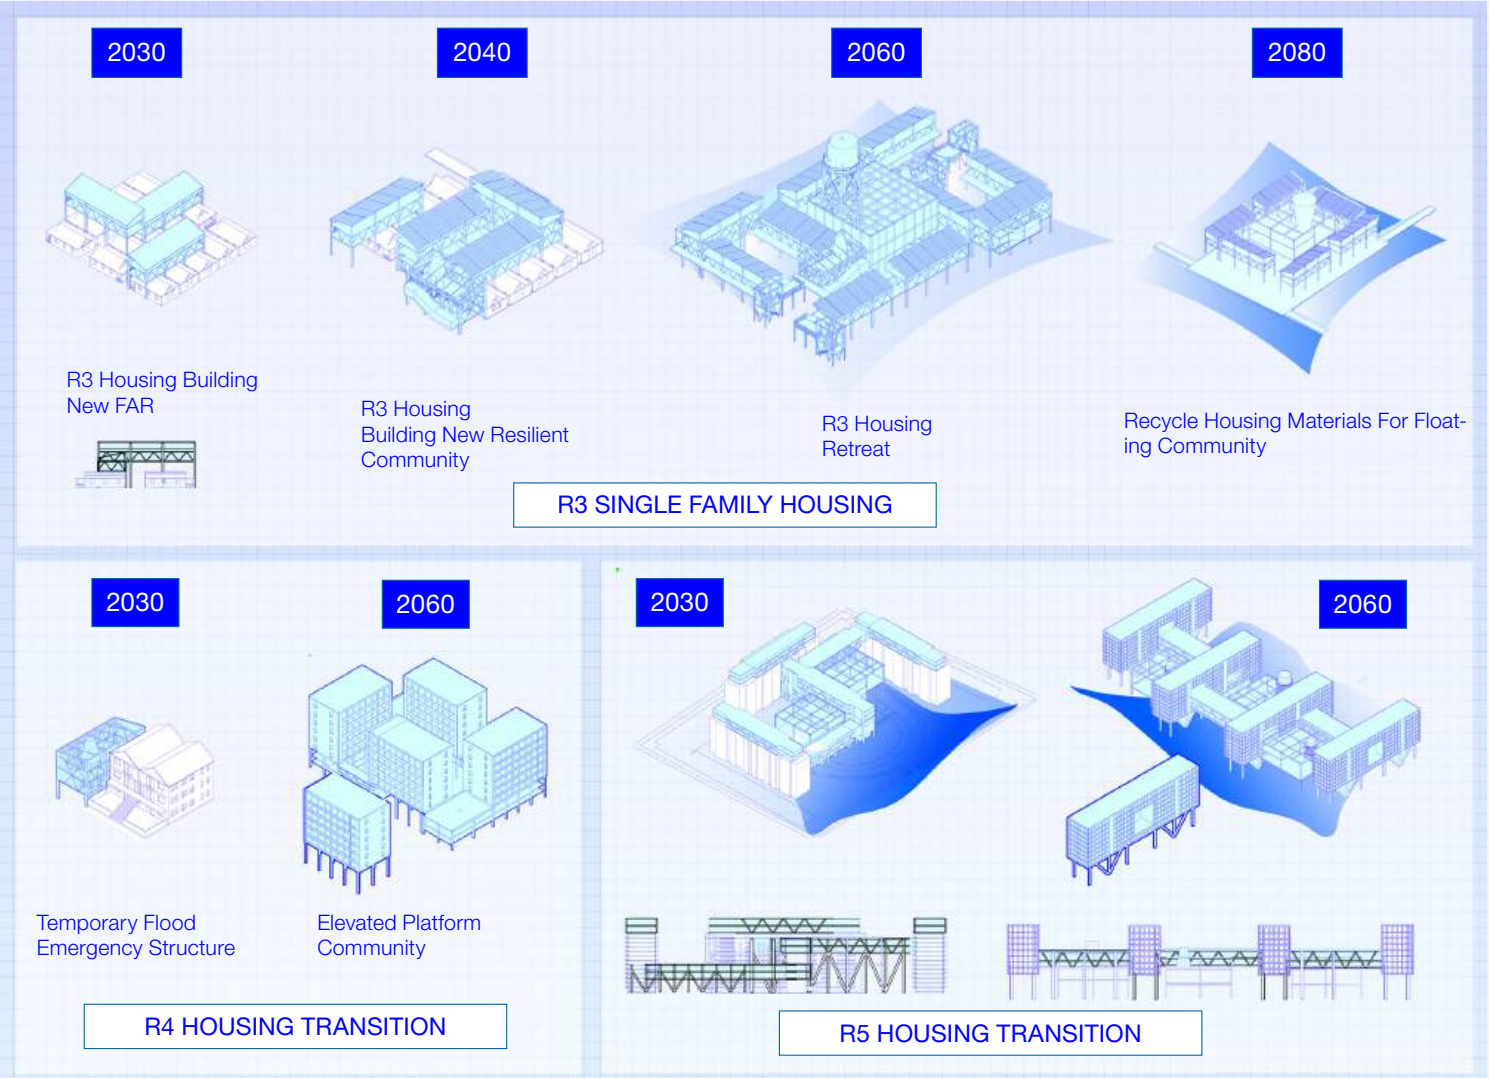 2030
2040
2060
2080
R3 Housing Building
New FAR
R3 Housing
Building New Resilient
Community
R3 Housing
Retreat
Recycle Housing Materials For Float-
ing Community
R3 SINGLE FAMILY HOUSING
2030
2060
Temporary Flood
Emergency Structure
Elevated Platform
Community
R4 HOUSING TRANSITION
2030
2060
R5 HOUSING TRANSITION